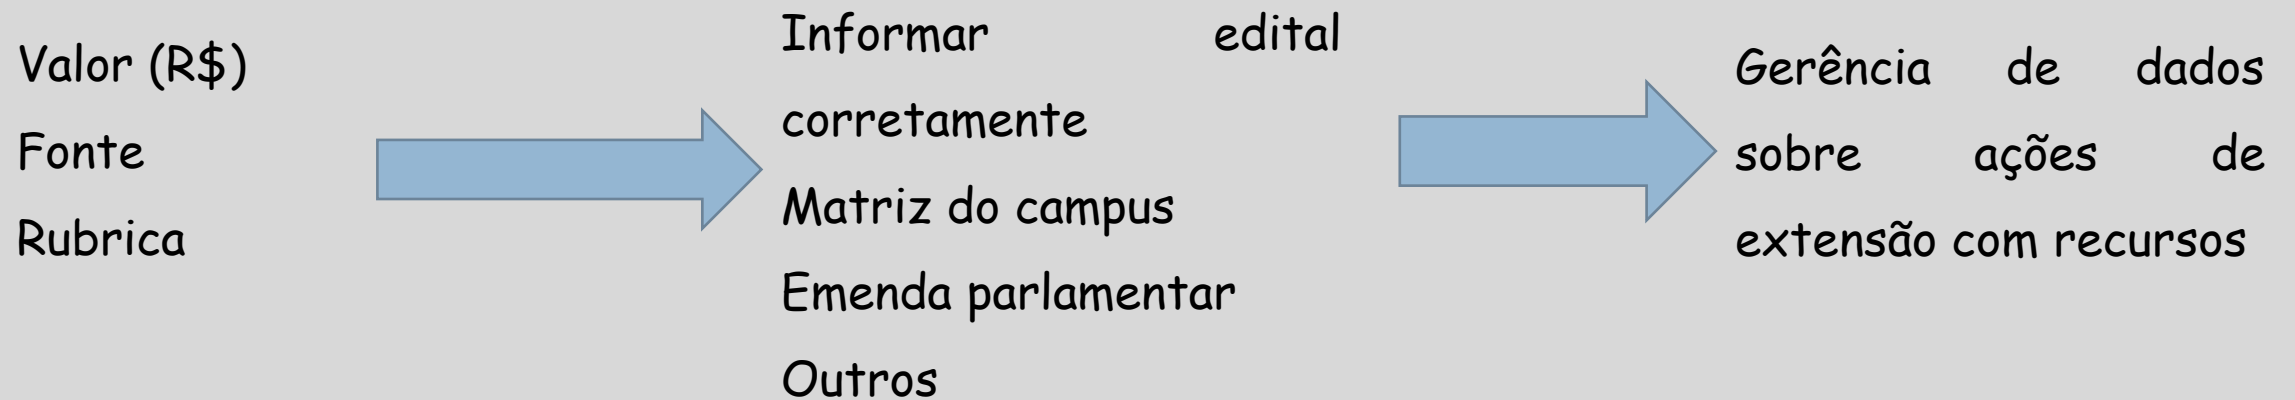 Valor (R$)
Fonte
Rubrica
Informar edital
corretamente
Matriz do campus
Emenda parlamentar
Outros
Gerência de dados
sobre ações de
extensão com recursos